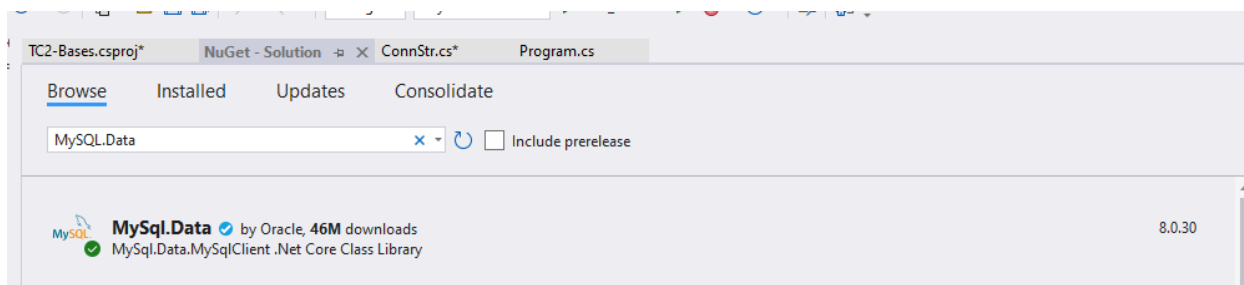 TC2-Bases.csproj* NuGet - Solution ConnStr.cs* Program.cs
Browse Installed Updates Consolidate
MySQL.Data Include prerelease
MySQL MySql.Data by Oracle, 46M downloads 8.0.30
MySql.Data.MySqlClient .Net Core Class Library